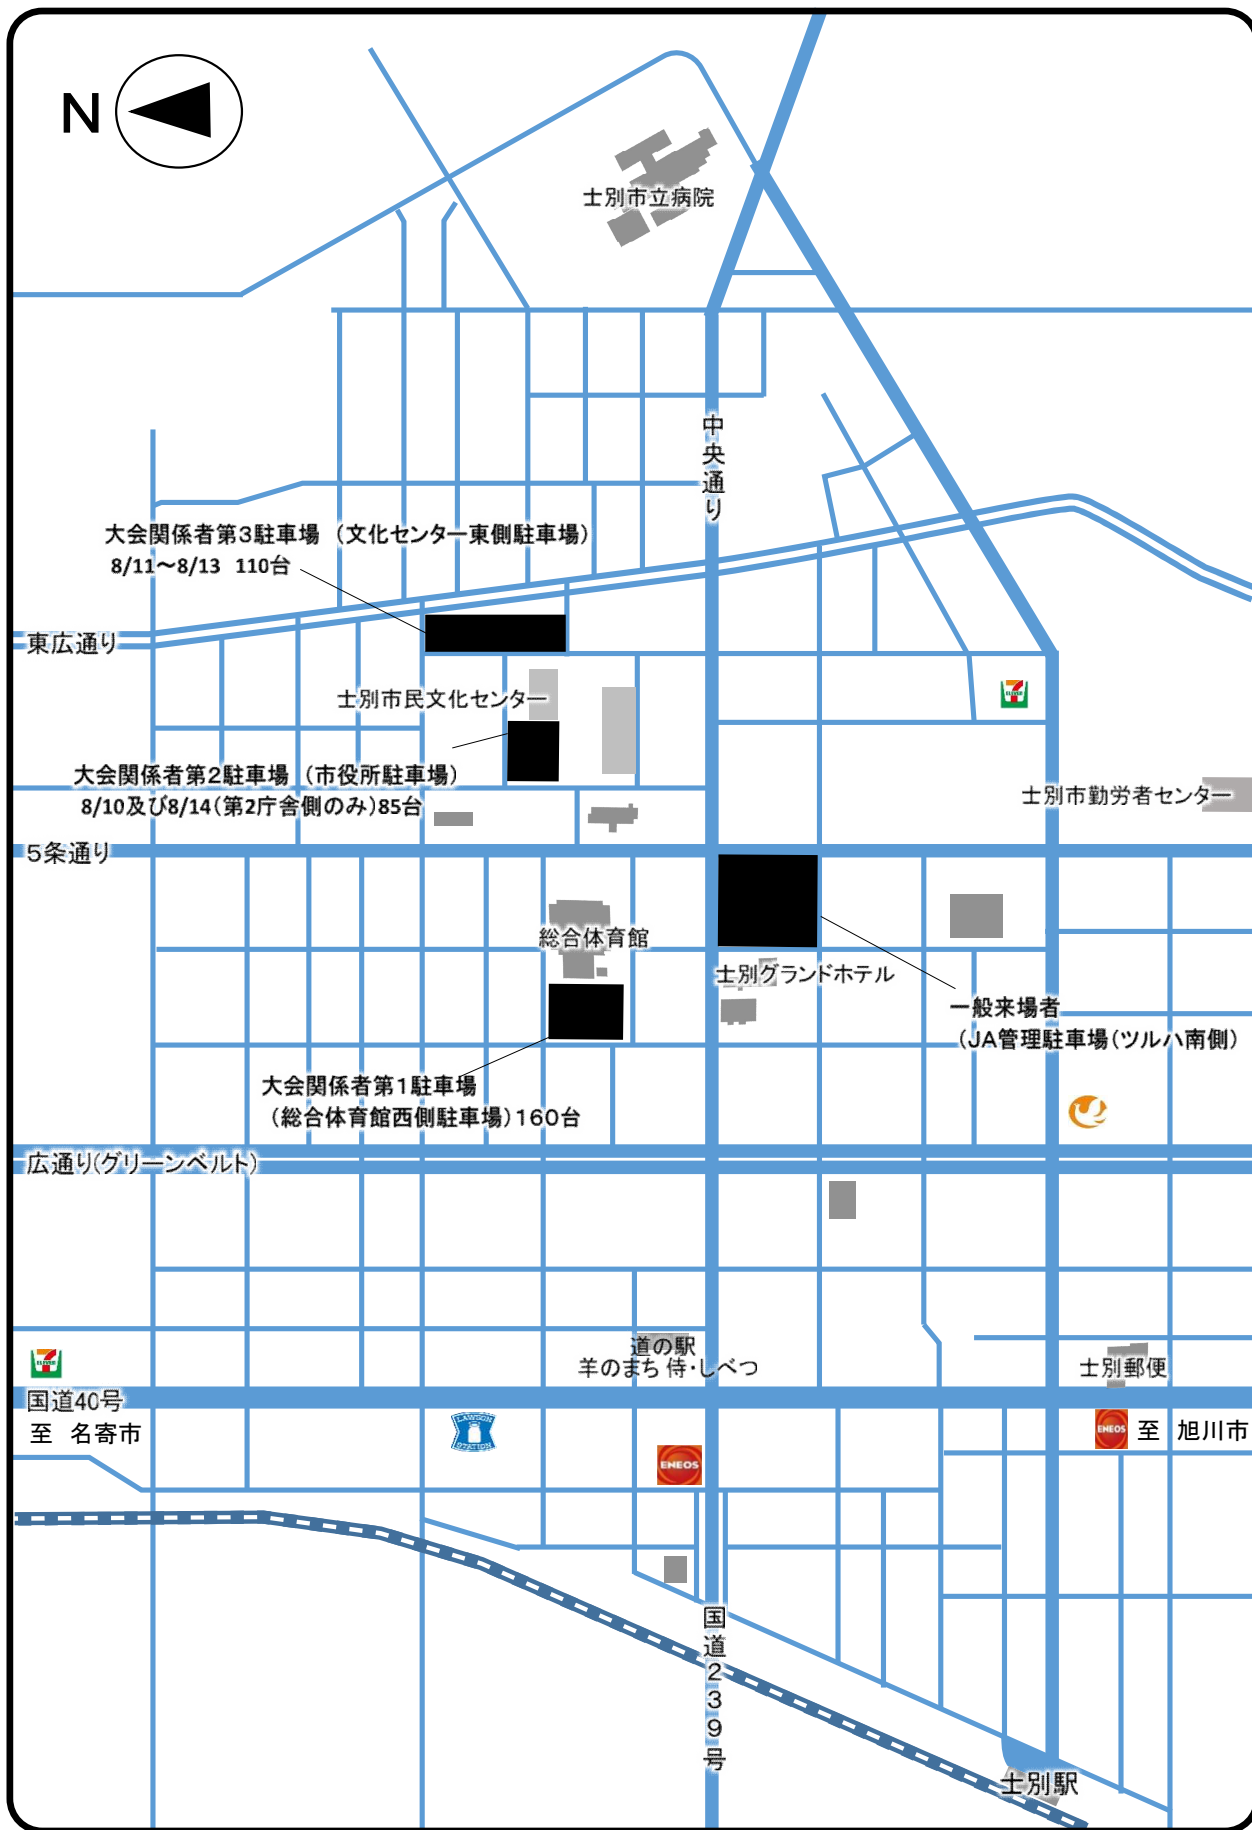 N
士別市立病院
中央通り
大会関係者第3駐車場 (文化センター東側駐車場)
8/11～8/13 110台
東広通り
士別市民文化センター
大会関係者第2駐車場 (市役所駐車場)
8/10及び8/14(第2庁舎側のみ)85台
士別市勤労者センター
5条通り
総合体育館
士別グランドホテル
一般来場者
(JA管理駐車場(ツルハ南側)
大会関係者第1駐車場
(総合体育館西側駐車場)160台
広通り(グリーンベルト)
道の駅
羊のまち 侍・しべつ
士別郵便
ELEVEN
ELEVEN
国道40号
至 名寄市
LAWSON
STATION
ENEOS
ENEOS
至 旭川市
国道239号
士別駅